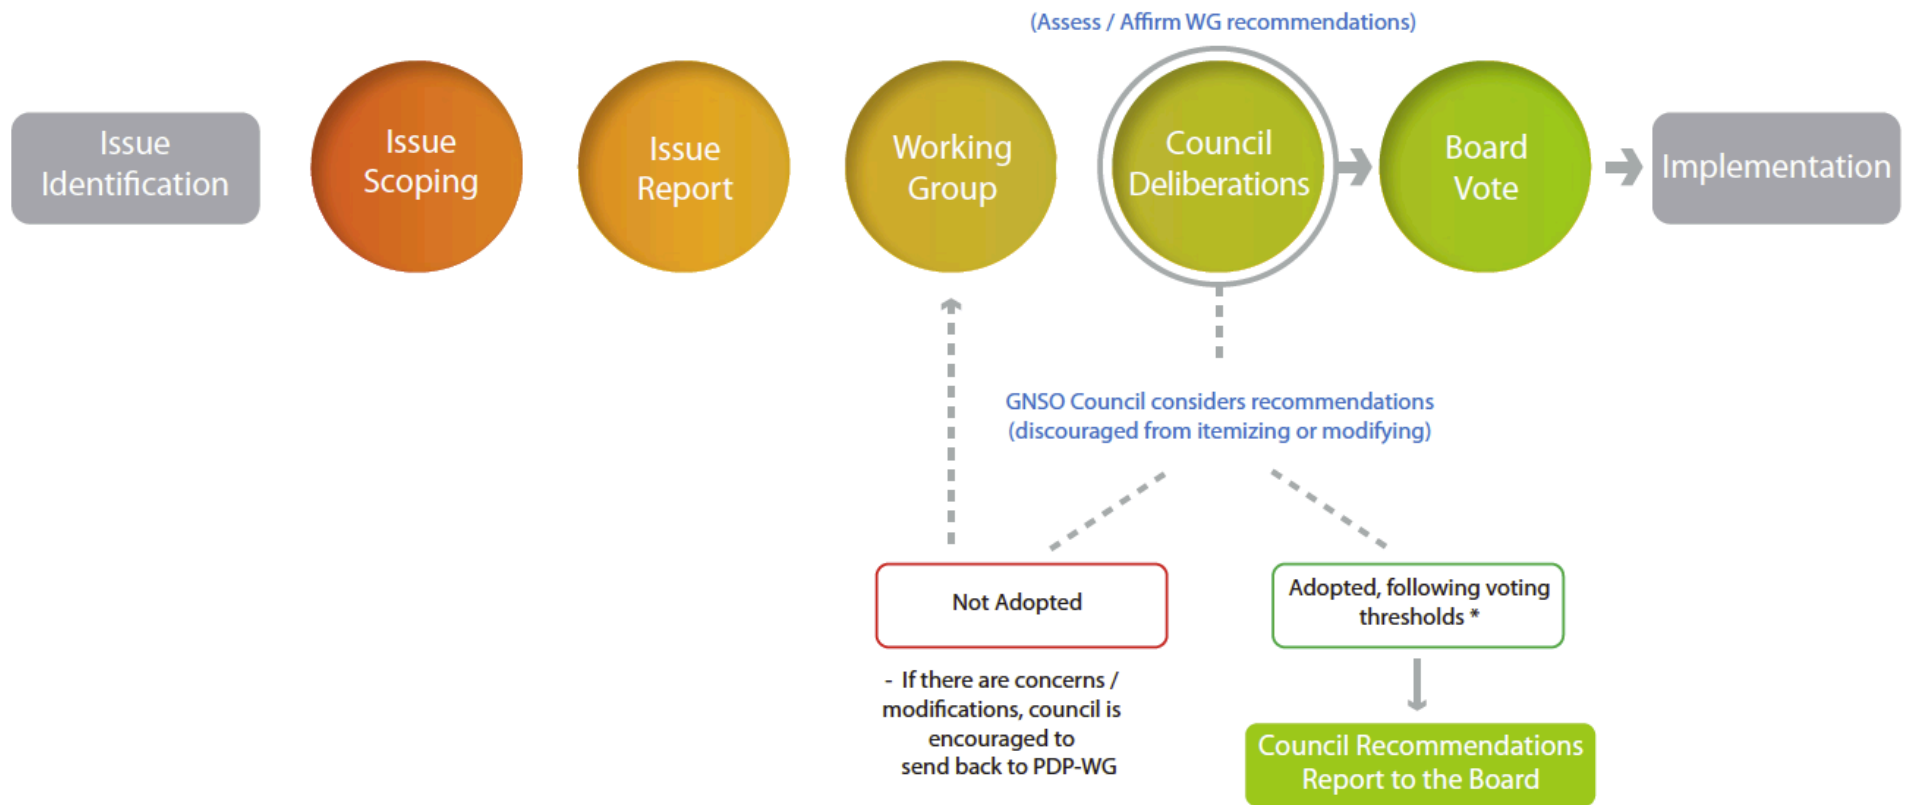 (Assess / Affirm WG recommendations)
Issue
Identification
Issue
Scoping
Issue
Report
Working
Group
Council
Deliberations
Board
Vote
Implementation
GNSO Council considers recommendations
(discouraged from itemizing or modifying)
Not Adopted
- If there are concerns /
modifications, council is
encouraged to
send back to PDP-WG
Adopted, following voting
thresholds *
Council Recommendations
Report to the Board